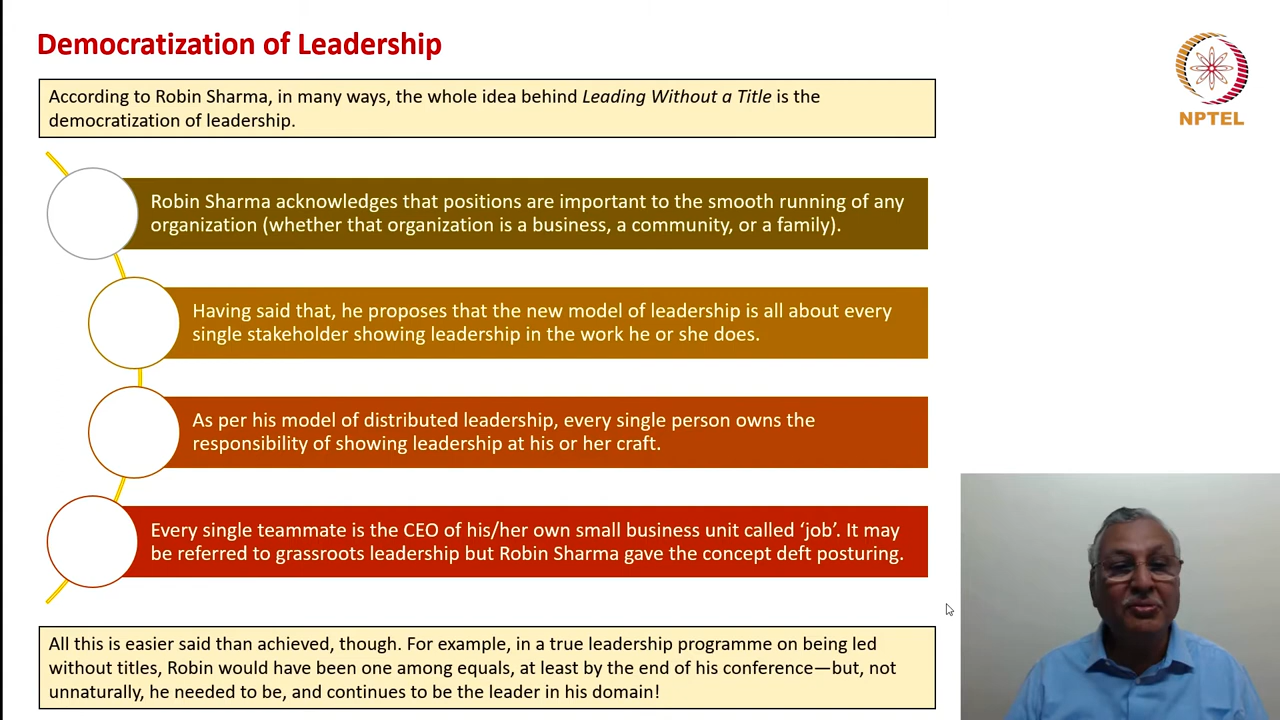 Democratization of Leadership
NPTEL
According to Robin Sharma, in many ways, the whole idea behind Leading Without a Title is the
democratization of leadership.
Robin Sharma acknowledges that positions are important to the smooth running of any
organization (whether that organization is a business, a community, or a family).
Having said that, he proposes that the new model of leadership is all about every
single stakeholder showing leadership in the work he or she does.
As per his model of distributed leadership, every single person owns the
responsibility of showing leadership at his or her craft.
Every single teammate is the CEO of his/her own small business unit called ‘job’. It may
be referred to grassroots leadership but Robin Sharma gave the concept deft posturing.
All this is easier said than achieved, though. For example, in a true leadership programme on being led
without titles, Robin would have been one among equals, at least by the end of his conference—but, not
unnaturally, he needed to be, and continues to be the leader in his domain!